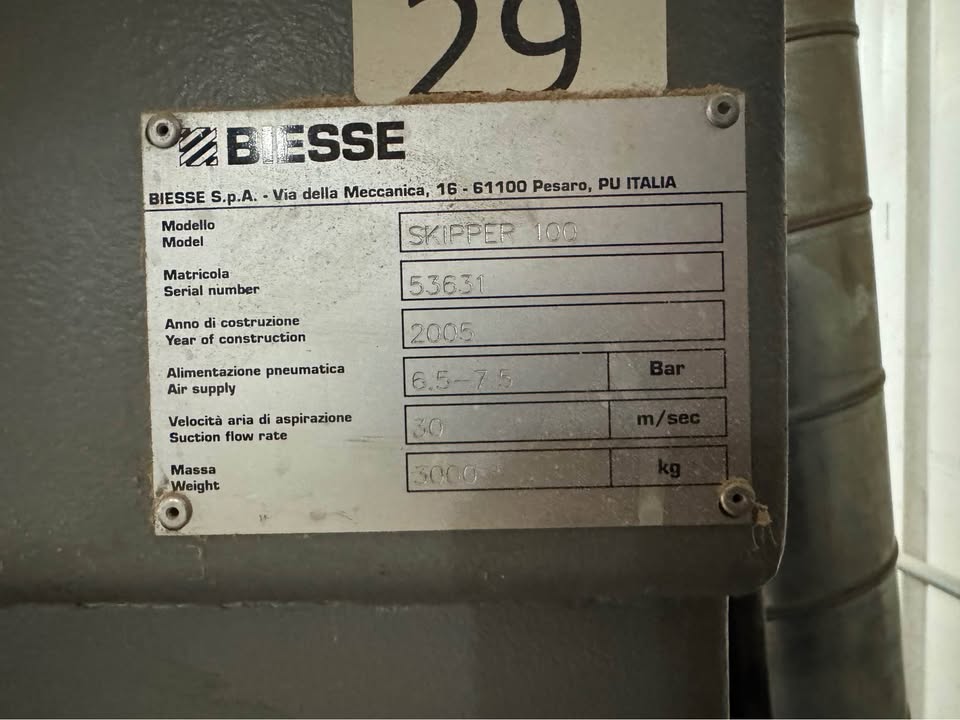 29
BIESSE
BIESSE S.p.A. - Via della Meccanica, 16 - 61100 Pesaro, PU ITALIA
Modello
Model
SKIPPER 100
Matricola
Serial number
53631
Anno di costruzione
Year of construction
2005
Alimentazione pneumatica
Air supply
6.5-7.5 Bar
Velocità aria di aspirazione
Suction flow rate
30 m/sec
Massa
Weight
3000 kg